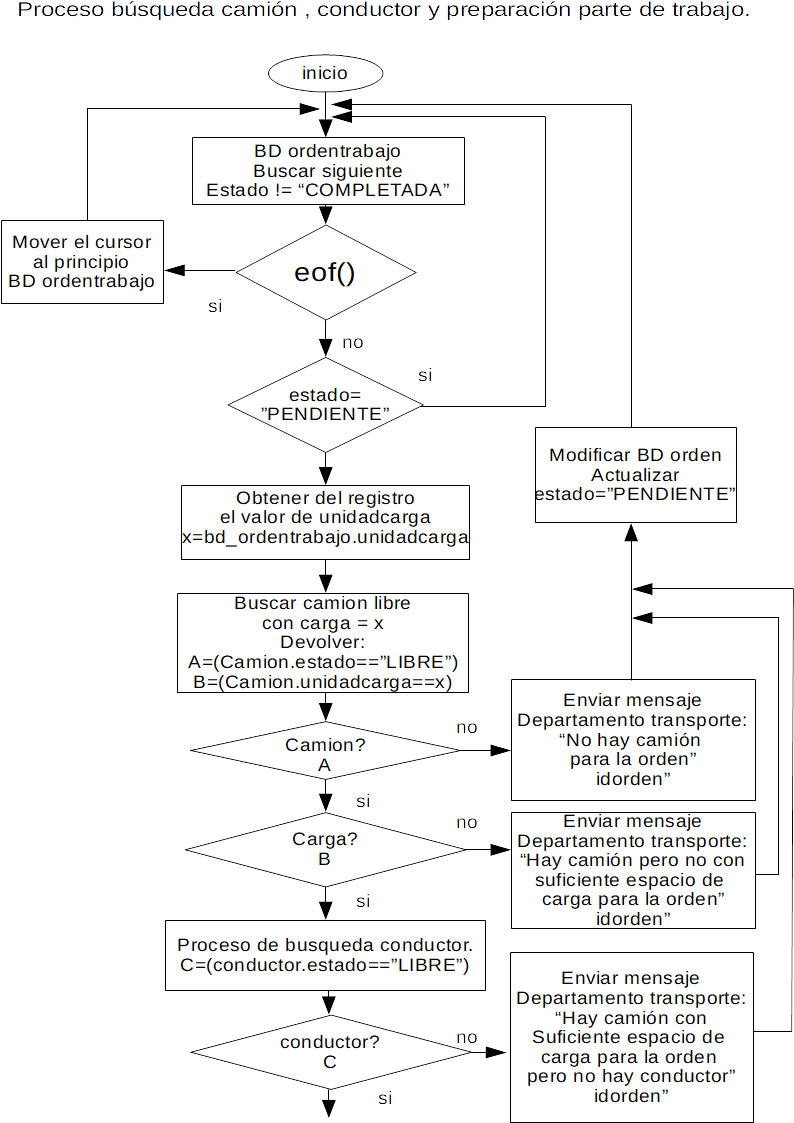 Proceso búsqueda camión , conductor y preparación parte de trabajo.
inicio
BD ordentrabajo
Buscar siguiente
Estado != “COMPLETADA”
Mover el cursor
al principio
BD ordentrabajo
eof()
si
no
si
estado=
”PENDIENTE”
Modificar BD orden
Actualizar
estado=”PENDIENTE”
Obtener del registro
el valor de unidadcarga
x=bd_ordentrabajo.unidadcarga
Buscar camion libre
con carga = x
Devolver:
A=(Camion.estado==”LIBRE”)
B=(Camion.unidadcarga==x)
Camion?
A
no
si
Enviar mensaje
Departamento transporte:
“No hay camión
para la orden”
idorden”
Carga?
B
no
si
Enviar mensaje
Departamento transporte:
“Hay camión pero no con
suficiente espacio de
carga para la orden”
idorden”
Proceso de busqueda conductor.
C=(conductor.estado==”LIBRE”)
conductor?
C
no
si
Enviar mensaje
Departamento transporte:
“Hay camión con
Suficiente espacio de
carga para la orden
pero no hay conductor”
idorden”